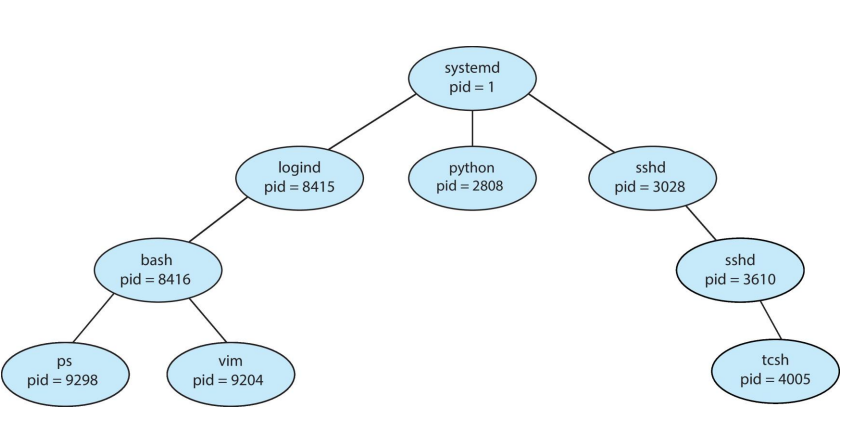 systemd
pid = 1
logind
pid = 8415
python
pid = 2808
sshd
pid = 3028
bash
pid = 8416
sshd
pid = 3610
ps
pid = 9298
vim
pid = 9204
tcsh
pid = 4005